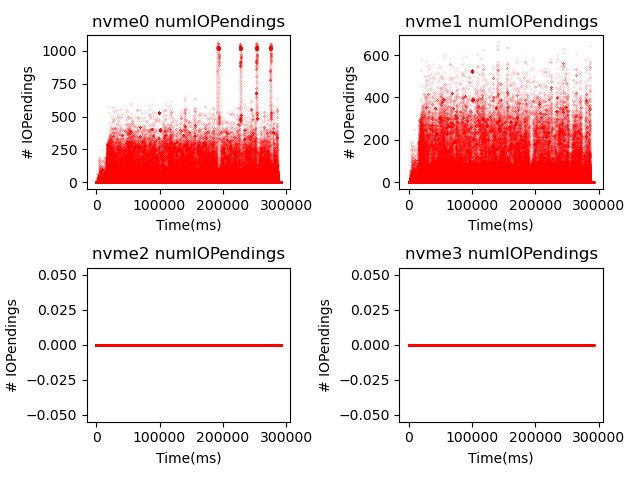 nvme0 numIOPendings
1000
750
500
250
0
# IOPendings
0 100000 200000 300000
Time(ms)
nvme1 numIOPendings
600
400
200
0
# IOPendings
0 100000 200000 300000
Time(ms)
nvme2 numIOPendings
0.050
0.025
0.000
−0.025
−0.050
# IOPendings
0 100000 200000 300000
Time(ms)
nvme3 numIOPendings
0.050
0.025
0.000
−0.025
−0.050
# IOPendings
0 100000 200000 300000
Time(ms)